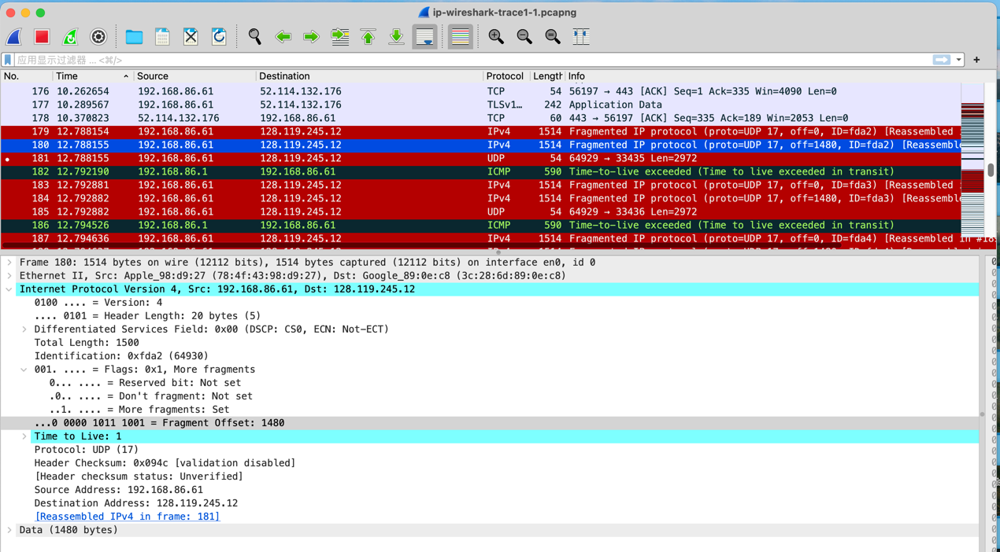 ip-wireshark-trace1-1.pcapng
应用显示过滤器 … <⌘/>
No. Time Source Destination Protocol Length Info
176 10.262654 192.168.86.61 52.114.132.176 TCP 54 56197 → 443 [ACK] Seq=1 Ack=335 Win=4090 Len=0
177 10.289567 192.168.86.61 52.114.132.176 TLSv1… 242 Application Data
178 10.370823 52.114.132.176 192.168.86.61 TCP 60 443 → 56197 [ACK] Seq=335 Ack=189 Win=2053 Len=0
179 12.788154 192.168.86.61 128.119.245.12 IPv4 1514 Fragmented IP protocol (proto=UDP 17, off=0, ID=fda2) [Reassembled
180 12.788155 192.168.86.61 128.119.245.12 IPv4 1514 Fragmented IP protocol (proto=UDP 17, off=1480, ID=fda2) [Reassembl
181 12.788155 192.168.86.61 128.119.245.12 UDP 54 64929 → 33435 Len=2972
182 12.792190 192.168.86.1 192.168.86.61 ICMP 590 Time-to-live exceeded (Time to live exceeded in transit)
183 12.792881 192.168.86.61 128.119.245.12 IPv4 1514 Fragmented IP protocol (proto=UDP 17, off=0, ID=fda3) [Reassembled
184 12.792882 192.168.86.61 128.119.245.12 IPv4 1514 Fragmented IP protocol (proto=UDP 17, off=1480, ID=fda3) [Reassembl
185 12.792882 192.168.86.61 128.119.245.12 UDP 54 64929 → 33436 Len=2972
186 12.794526 192.168.86.1 192.168.86.61 ICMP 590 Time-to-live exceeded (Time to live exceeded in transit)
187 12.794636 192.168.86.61 128.119.245.12 IPv4 1514 Fragmented IP protocol (proto=UDP 17, off=0, ID=fda4) [Reassembled in #18
Frame 180: 1514 bytes on wire (12112 bits), 1514 bytes captured (12112 bits) on interface en0, id 0
Ethernet II, Src: Apple_98:d9:27 (78:4f:43:98:d9:27), Dst: Google_89:0e:c8 (3c:28:6d:89:0e:c8)
Internet Protocol Version 4, Src: 192.168.86.61, Dst: 128.119.245.12
0100 .... = Version: 4
.... 0101 = Header Length: 20 bytes (5)
Differentiated Services Field: 0x00 (DSCP: CS0, ECN: Not-ECT)
Total Length: 1500
Identification: 0xfda2 (64930)
001. .... = Flags: 0x1, More fragments
0... .... = Reserved bit: Not set
.0.. .... = Don't fragment: Not set
..1. .... = More fragments: Set
...0 0000 1011 1001 = Fragment Offset: 1480
Time to Live: 1
Protocol: UDP (17)
Header Checksum: 0x094c [validation disabled]
[Header checksum status: Unverified]
Source Address: 192.168.86.61
Destination Address: 128.119.245.12
[Reassembled IPv4 in frame: 181]
Data (1480 bytes)